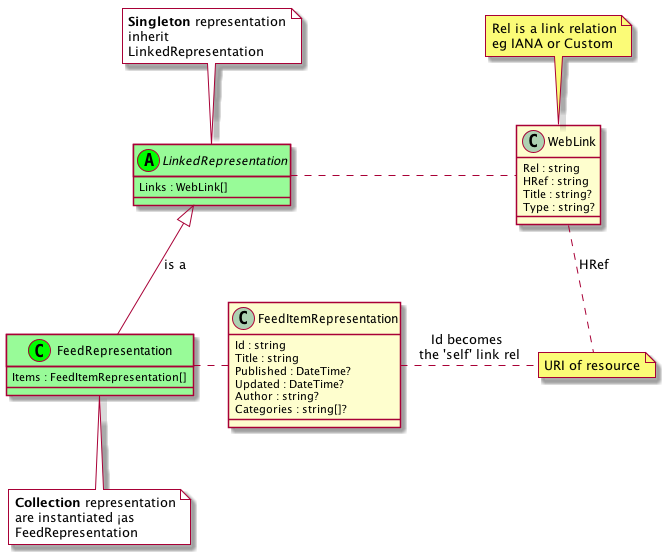 Singleton representation
inherit
LinkedRepresentation
Rel is a link relation
eg IANA or Custom
A LinkedRepresentation
Links : WebLink[]
C WebLink
Rel : string
HRef : string
Title : string?
Type : string?
is a
HRef
C FeedRepresentation
Items : FeedItemRepresentation[]
C FeedItemRepresentation
Id : string
Title : string
Published : DateTime?
Updated : DateTime?
Author : string?
Categories : string[]?
Id becomes
the 'self' link rel
URI of resource
Collection representation
are instantiated ¡as
FeedRepresentation